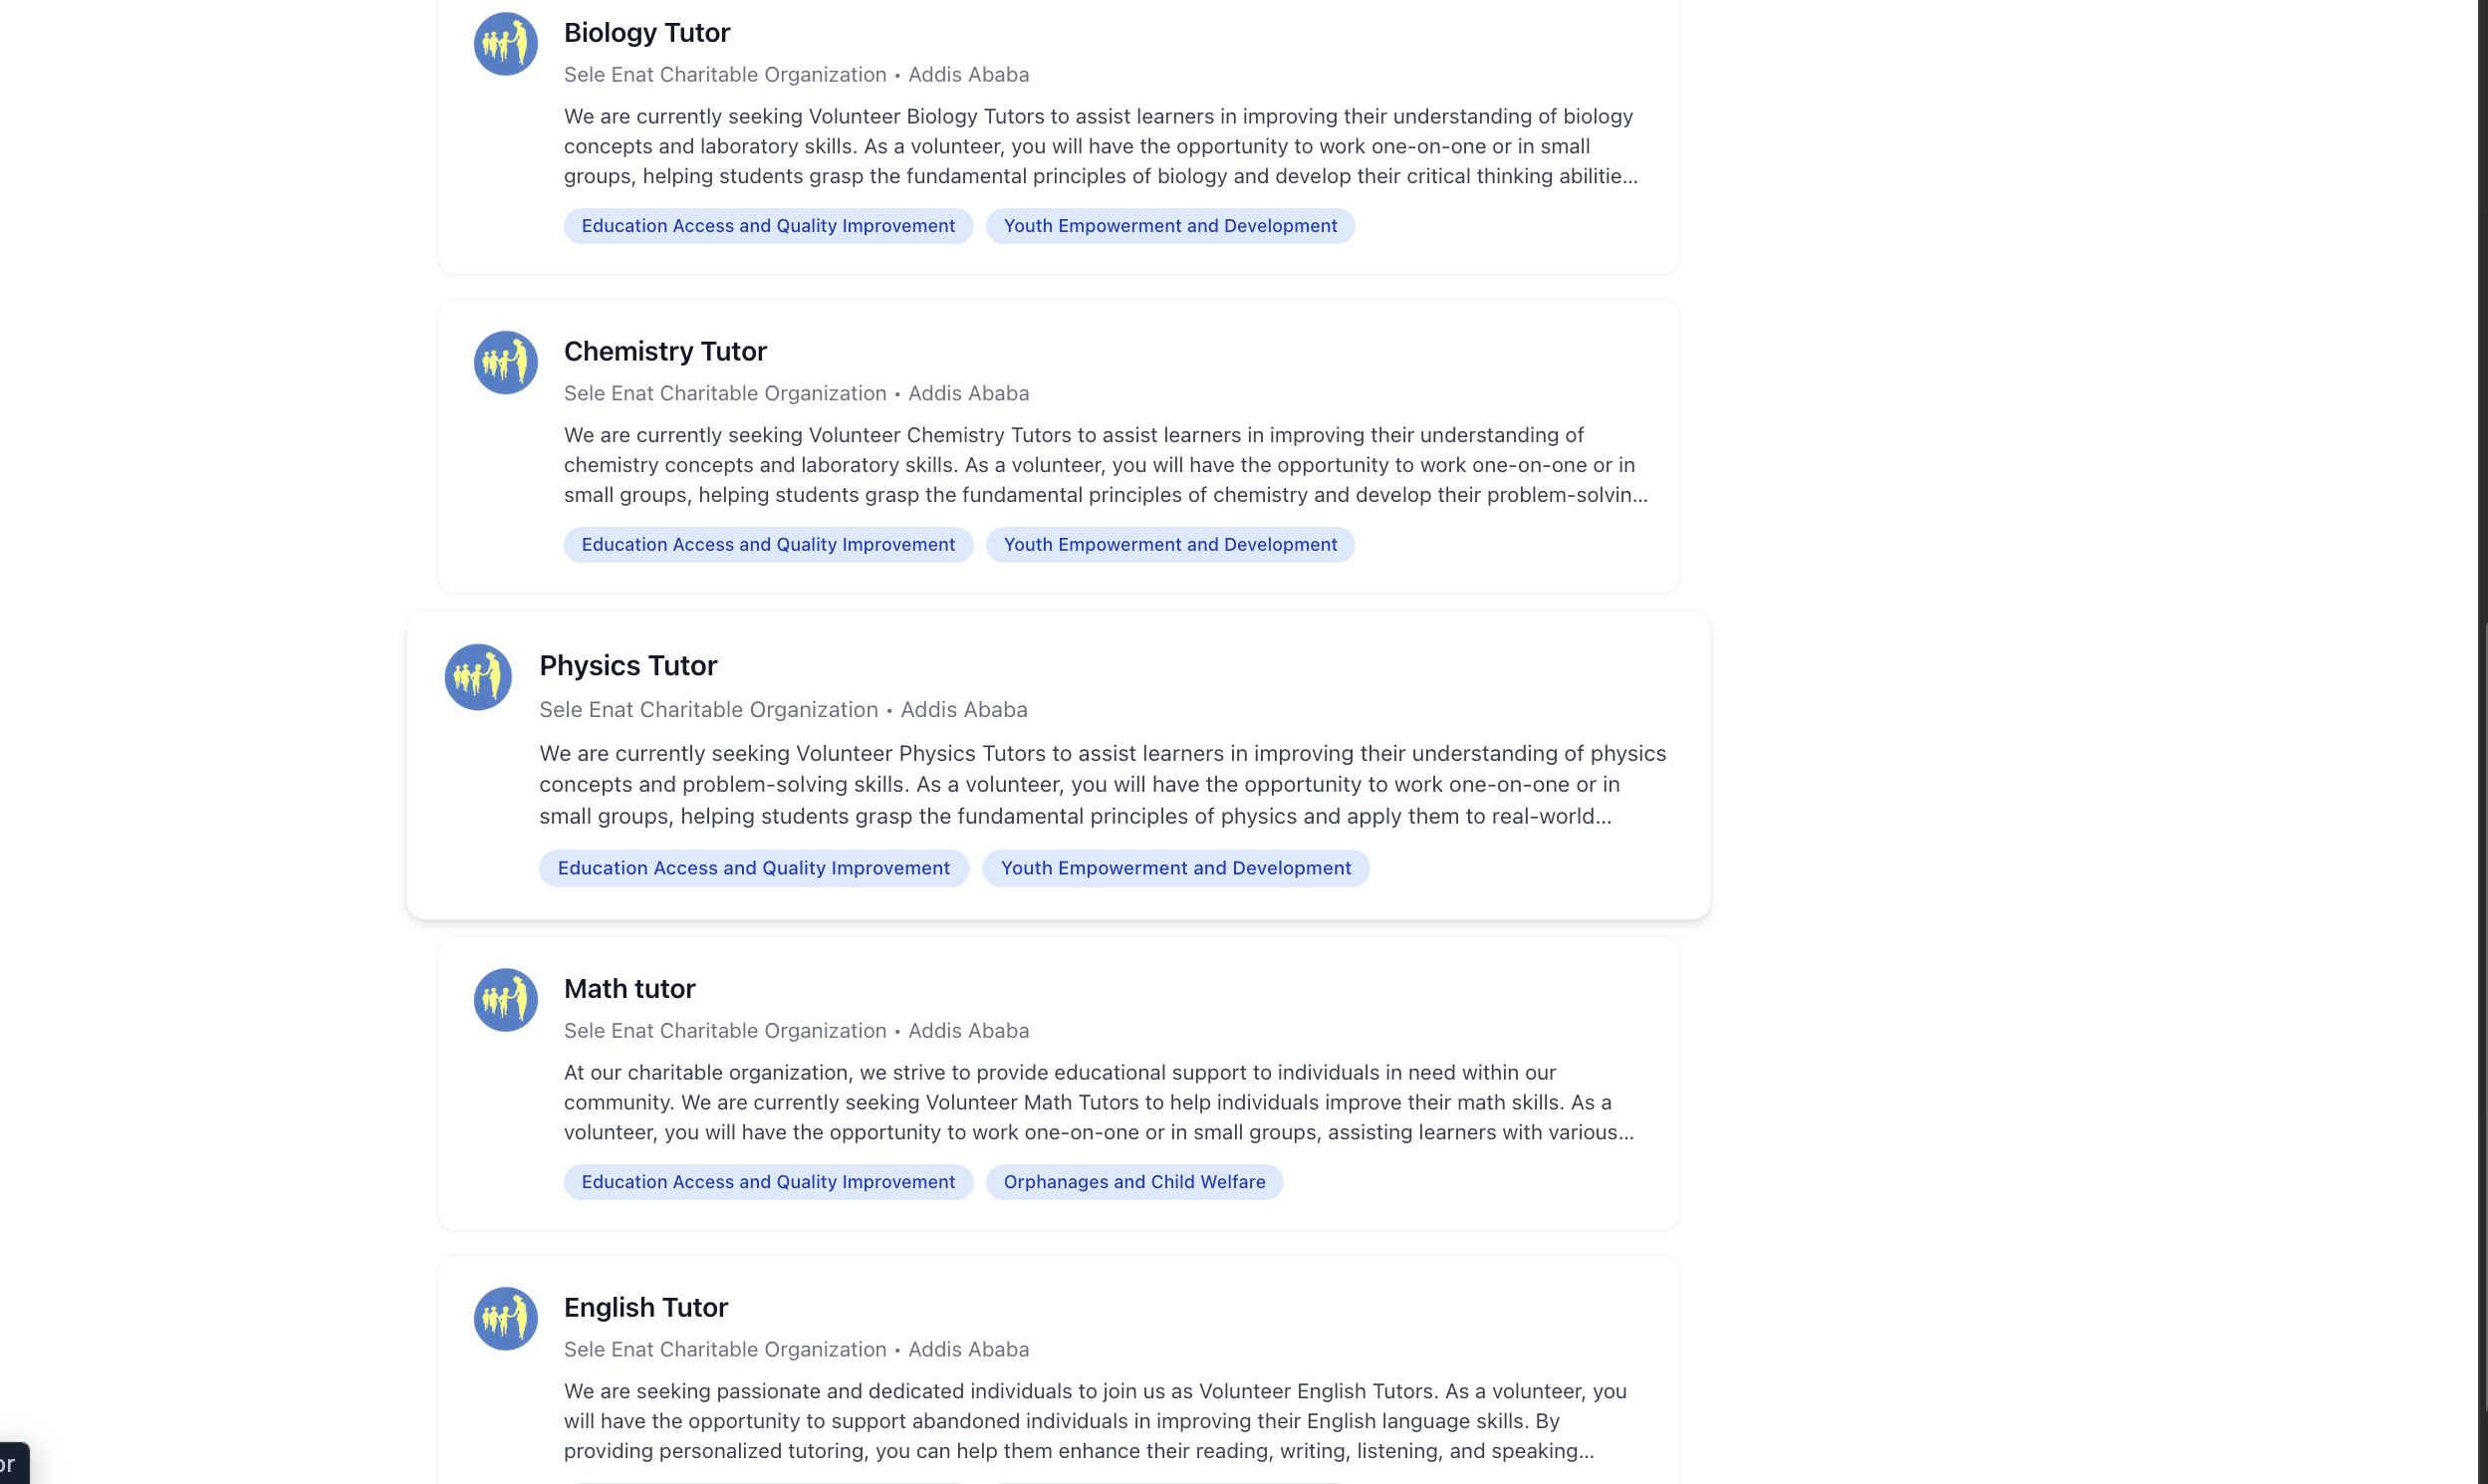 Biology Tutor
Sele Enat Charitable Organization • Addis Ababa
We are currently seeking Volunteer Biology Tutors to assist learners in improving their understanding of biology
concepts and laboratory skills. As a volunteer, you will have the opportunity to work one-on-one or in small
groups, helping students grasp the fundamental principles of biology and develop their critical thinking abilitie...
Education Access and Quality Improvement Youth Empowerment and Development
Chemistry Tutor
Sele Enat Charitable Organization • Addis Ababa
We are currently seeking Volunteer Chemistry Tutors to assist learners in improving their understanding of
chemistry concepts and laboratory skills. As a volunteer, you will have the opportunity to work one-on-one or in
small groups, helping students grasp the fundamental principles of chemistry and develop their problem-solvin...
Education Access and Quality Improvement Youth Empowerment and Development
Physics Tutor
Sele Enat Charitable Organization • Addis Ababa
We are currently seeking Volunteer Physics Tutors to assist learners in improving their understanding of physics
concepts and problem-solving skills. As a volunteer, you will have the opportunity to work one-on-one or in
small groups, helping students grasp the fundamental principles of physics and apply them to real-world...
Education Access and Quality Improvement Youth Empowerment and Development
Math tutor
Sele Enat Charitable Organization • Addis Ababa
At our charitable organization, we strive to provide educational support to individuals in need within our
community. We are currently seeking Volunteer Math Tutors to help individuals improve their math skills. As a
volunteer, you will have the opportunity to work one-on-one or in small groups, assisting learners with various...
Education Access and Quality Improvement Orphanages and Child Welfare
English Tutor
Sele Enat Charitable Organization • Addis Ababa
We are seeking passionate and dedicated individuals to join us as Volunteer English Tutors. As a volunteer, you
will have the opportunity to support abandoned individuals in improving their English language skills. By
providing personalized tutoring, you can help them enhance their reading, writing, listening, and speaking...